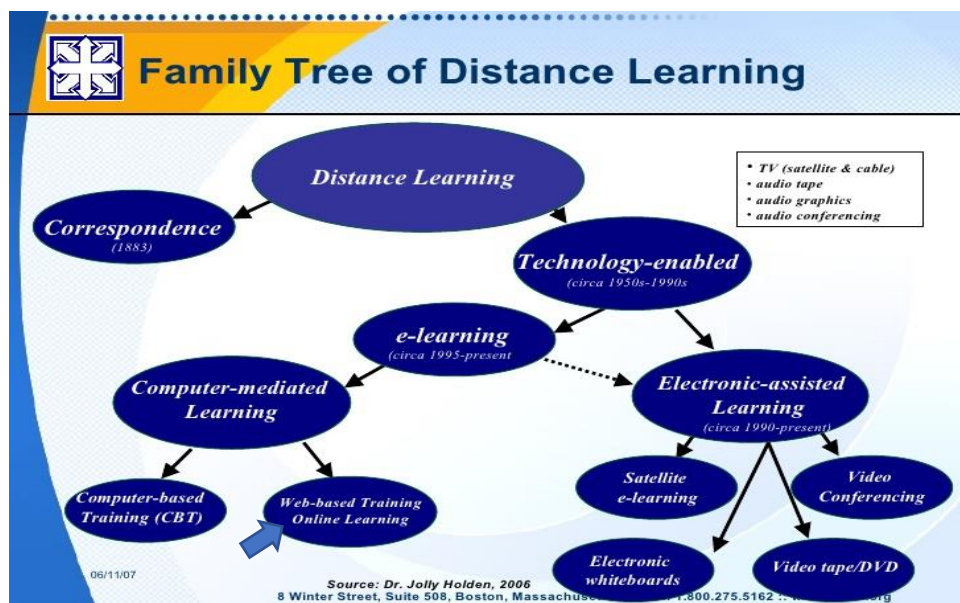 Family Tree of Distance Learning
Distance Learning
• TV (satellite & cable)
• audio tape
• audio graphics
• audio conferencing
Correspondence
(1883)
Technology-enabled
(circa 1950s-1990s
e-learning
(circa 1995-present
Computer-mediated
Learning
Electronic-assisted
Learning
(circa 1990-present)
Computer-based
Training (CBT)
Web-based Training
Online Learning
Satellite
e-learning
Video
Conferencing
Electronic
whiteboards
Video tape/DVD
06/11/07
Source: Dr. Jolly Holden, 2006
8 Winter Street, Suite 508, Boston, 1.800.275.5162 ::